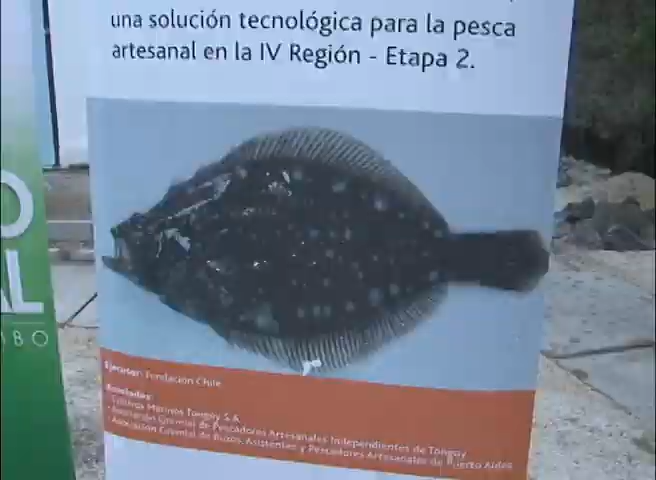 una solución tecnológica para la pesca
artesanal en la IV Región - Etapa 2.
O
AL
BO
Ejecutor: Fundación Chile
Asociados:
- Cultivos Marinos Tongoy S.A.
- Asociación Gremial de Pescadores Artesanales Independientes de Tongoy
- Asociación Gremial de Buzos, Asistentes y Pescadores Artesanales de Puerto Aldea